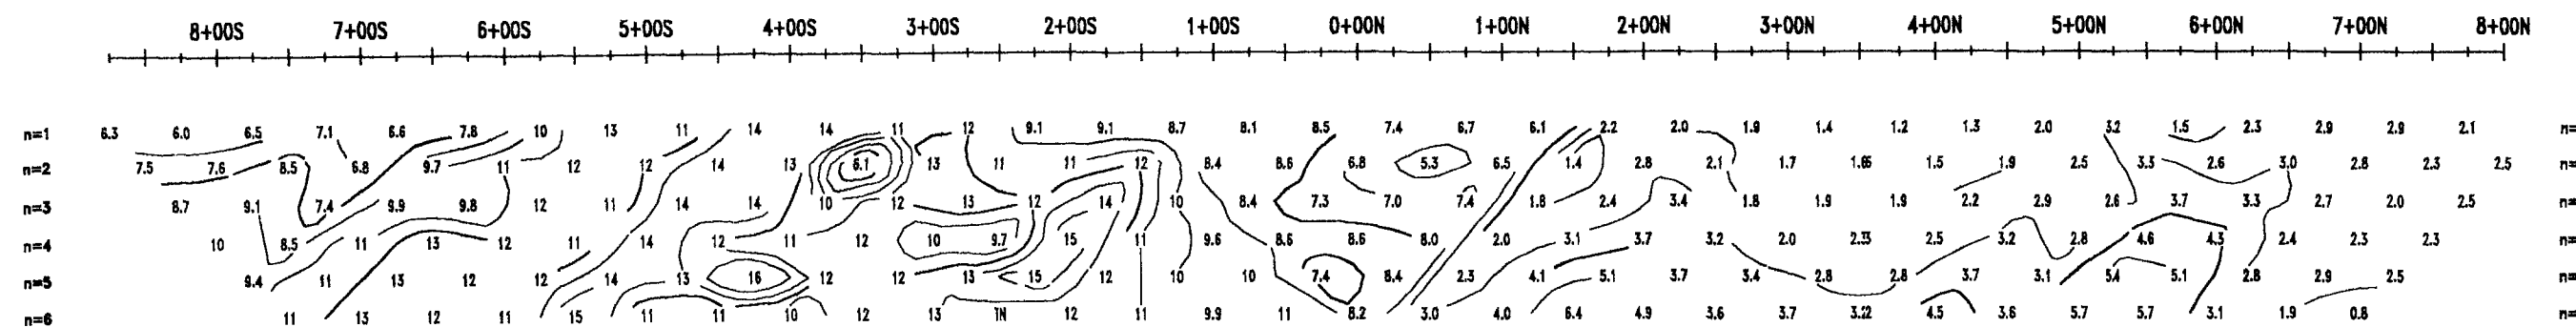 8+00S 7+00S 6+00S 5+00S 4+00S 3+00S 2+00S 1+00S 0+00N 1+00N 2+00N 3+00N 4+00N 5+00N 6+00N 7+00N 8+00N
n=1 6.3 6.0 6.5 7.1 6.6 7.8 10 13 11 14 14 11 12 9.1 9.1 8.7 8.1 8.5 7.4 6.7 6.1 2.2 2.0 1.9 1.4 1.2 1.3 2.0 3.2 1.5 2.3 2.9 2.9 2.1 n=
n=2 7.5 7.6 8.5 6.8 9.7 11 12 12 14 13 6.1 13 11 11 12 8.4 8.6 6.8 5.3 6.5 1.4 2.8 2.1 1.7 1.5 1.9 2.5 3.3 2.6 3.0 2.8 2.3 2.5 n=
n=3 8.7 9.1 7.4 9.9 9.8 12 11 14 14 10 12 13 12 14 10 8.4 7.3 7.0 7.4 1.8 2.4 3.4 1.8 1.9 1.9 2.2 2.9 2.6 3.7 3.3 2.7 2.0 2.5 n=
n=4 10 8.5 11 13 12 11 14 12 11 12 10 9.7 15 11 9.6 8.6 8.6 8.0 2.0 3.1 3.7 3.2 2.0 2.5 3.2 2.8 4.6 4.3 2.4 2.3 2.3 n=
n=5 9.4 11 13 12 12 14 13 16 12 12 13 15 12 10 10 7.4 8.4 2.3 4.1 5.1 3.7 3.4 2.8 2.8 3.7 3.1 5.4 5.1 2.8 2.9 2.5 n=
n=6 11 13 12 11 15 11 11 10 12 13 12 11 9.9 11 8.2 3.0 4.0 6.4 4.9 3.6 3.7 4.5 3.6 5.7 5.7 3.1 1.9 0.8 n=